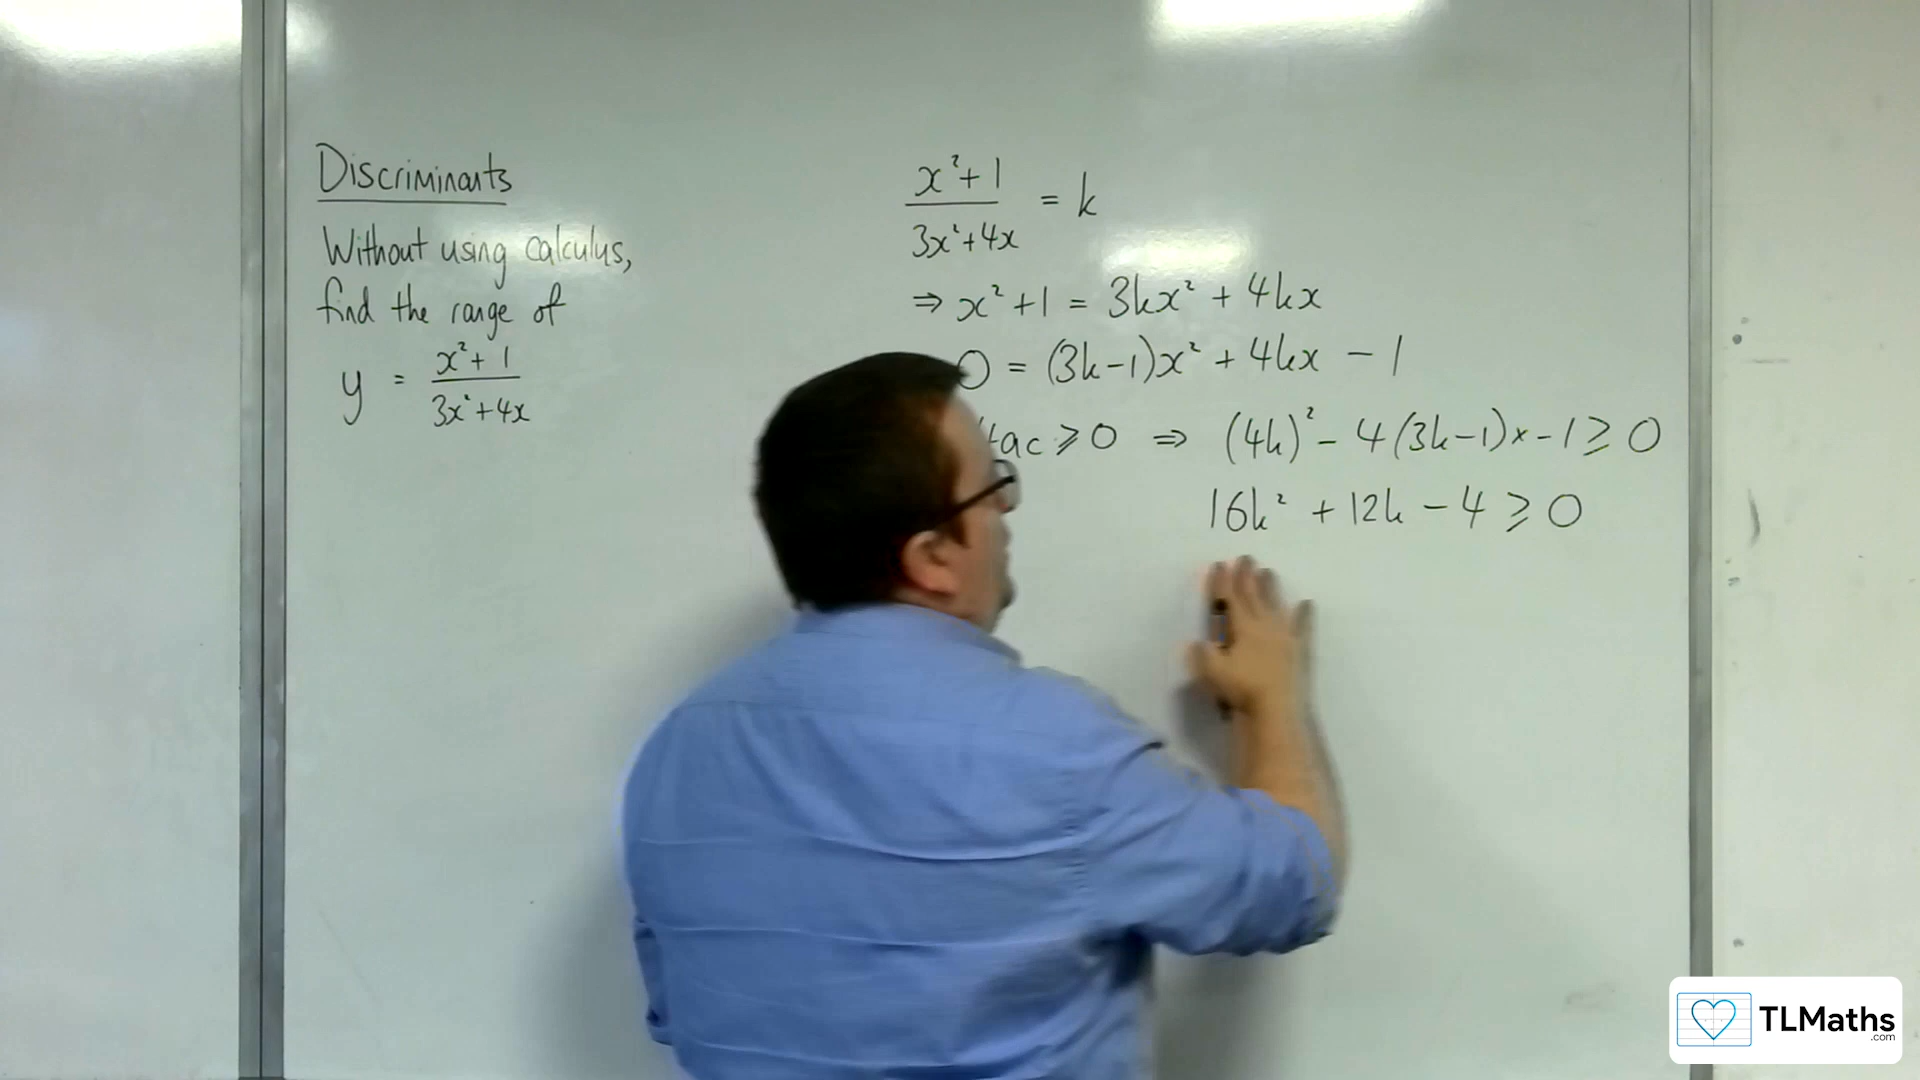 Discriminants
Without using calculus,
find the range of
y = (x² + 1)/(3x² + 4x)
(x² + 1)/(3x² + 4x) = k
⇒ x² + 1 = 3kx² + 4kx
0 = (3k-1)x² + 4kx - 1
4ac ⩾ 0 ⇒ (4k)² - 4(3k-1)×-1 ⩾ 0
16k² + 12k - 4 ⩾ 0
TLMaths
.com